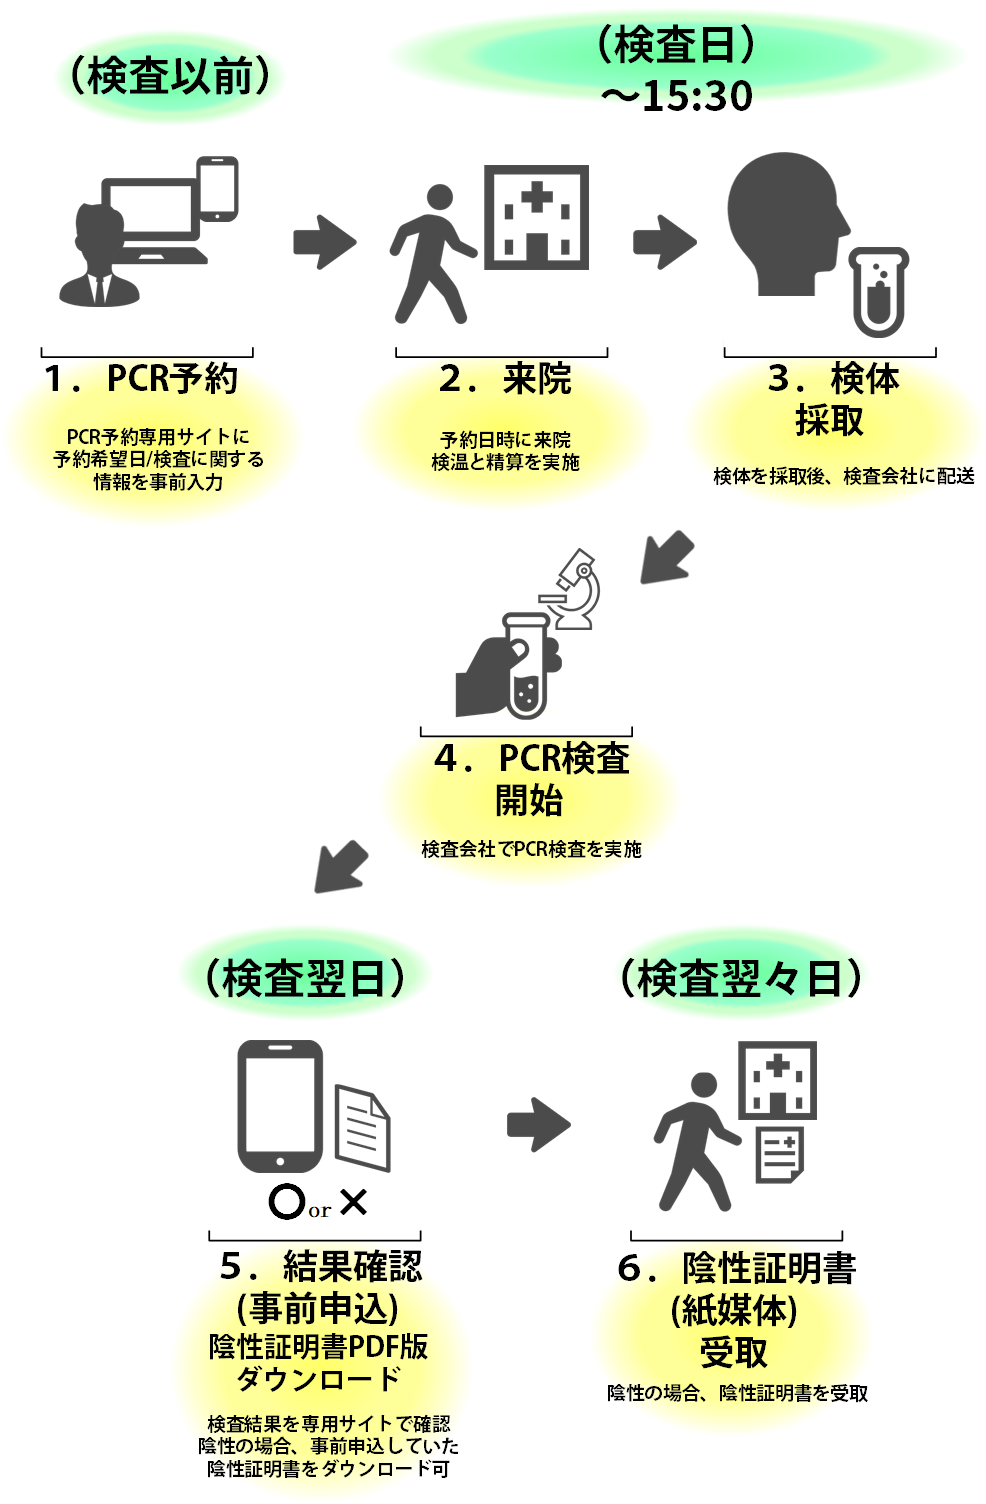 （検査以前）
（検査日）
～15:30
１．PCR予約
PCR予約専用サイトに
予約希望日/検査に関する
情報を事前入力
２．来院
予約日時に来院
検温と精算を実施
３．検体
採取
検体を採取後、検査会社に配送
４．PCR検査
開始
検査会社でPCR検査を実施
（検査翌日）
or
５．結果確認
(事前申込)
陰性証明書PDF版
ダウンロード
検査結果を専用サイトで確認
陰性の場合、事前申込していた
陰性証明書をダウンロード可
（検査翌々日）
６．陰性証明書
(紙媒体)
受取
陰性の場合、陰性証明書を受取